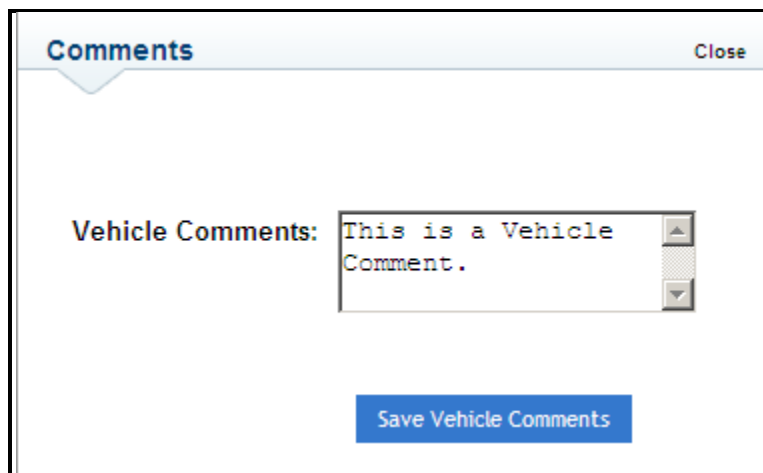 Comments
Close
Vehicle Comments:
This is a Vehicle
Comment.
Save Vehicle Comments